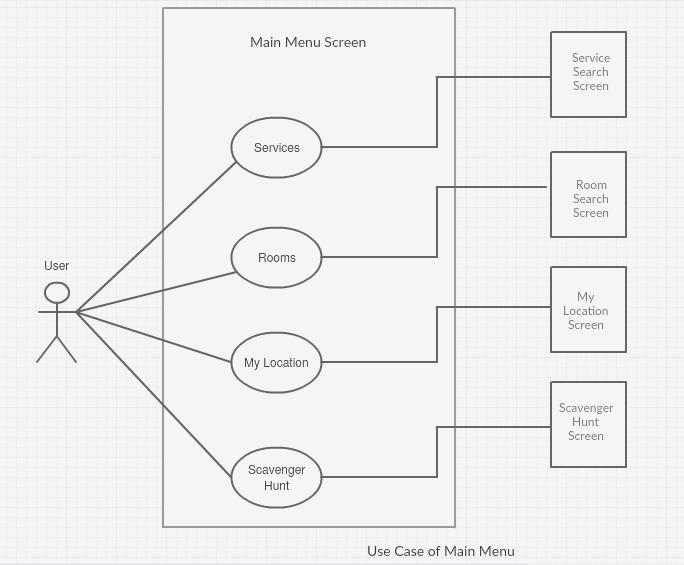 Main Menu Screen
Service
Search
Screen
Services
Room
Search
Screen
Rooms
User
My
Location
Screen
My Location
Scavenger
Hunt
Screen
Scavenger
Hunt
Use Case of Main Menu